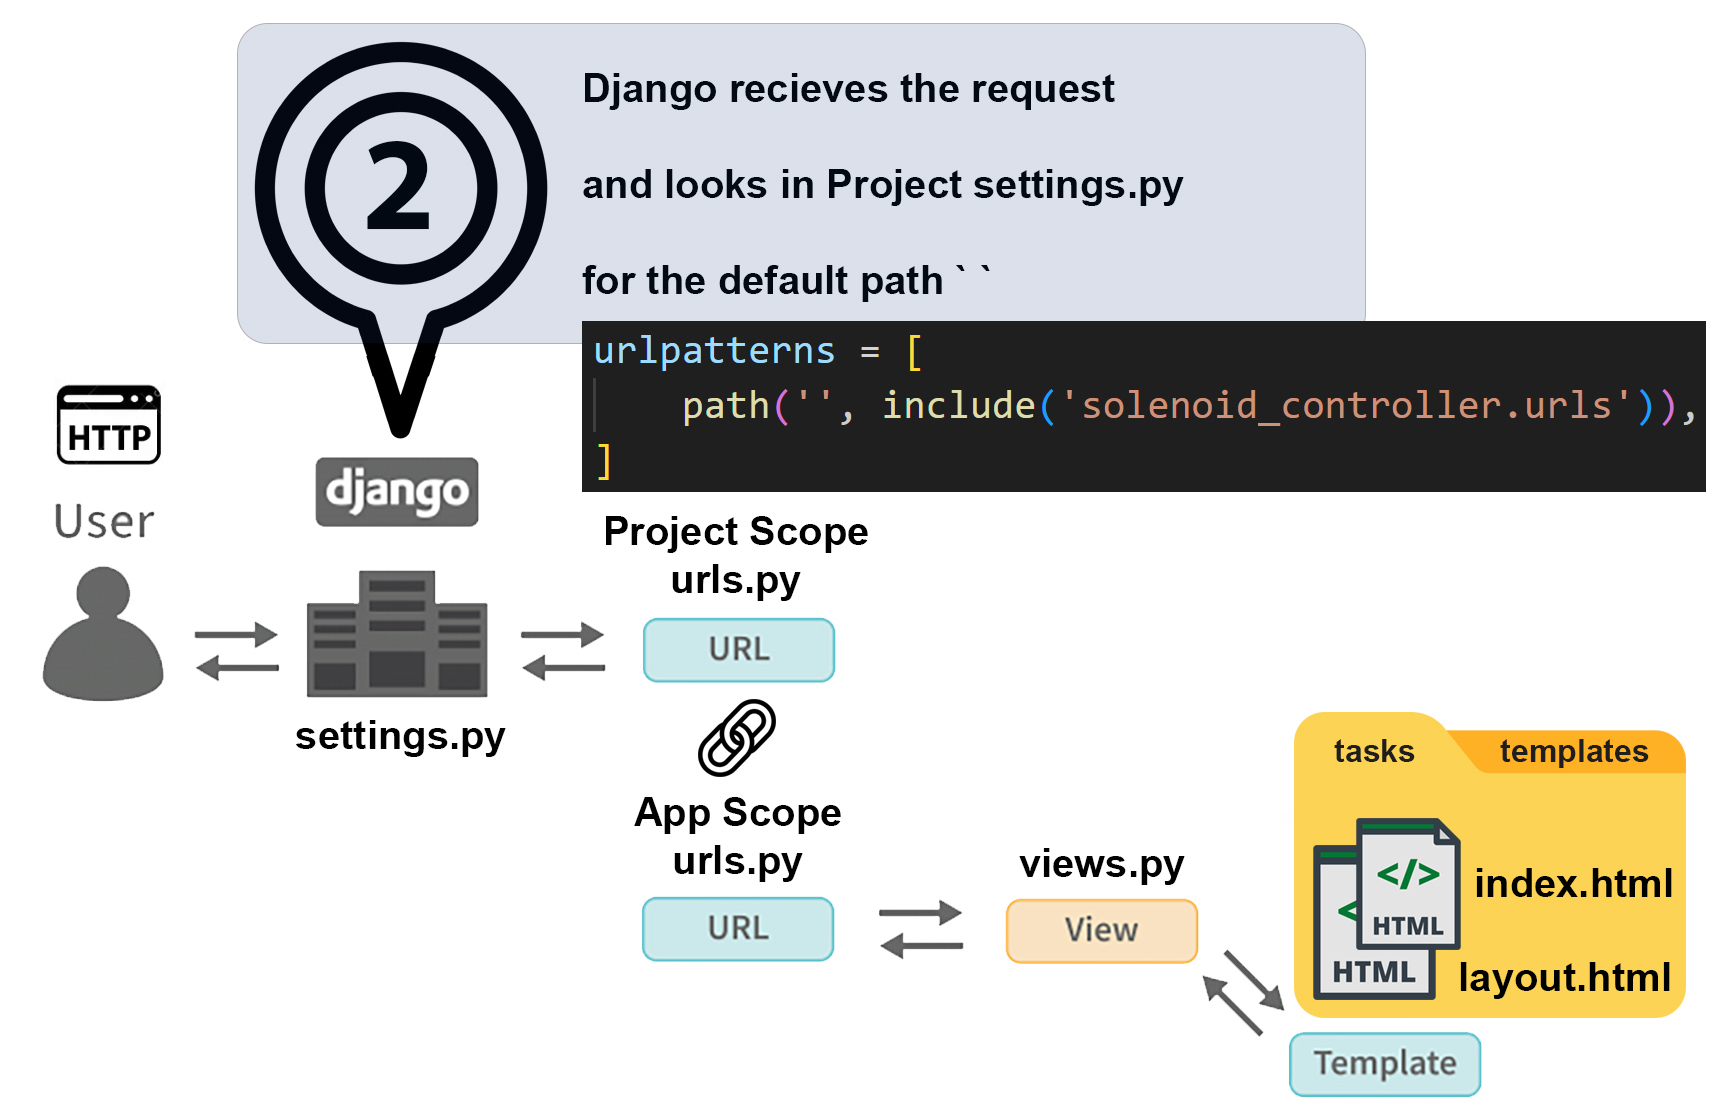 2
Django recieves the request
and looks in Project settings.py
for the default path ` `
urlpatterns = [
    path('', include('solenoid_controller.urls')),
]
HTTP
User
django
settings.py
Project Scope
urls.py
URL
App Scope
urls.py
URL
views.py
View
tasks
templates
</>
HTML
<
HTML
index.html
layout.html
Template